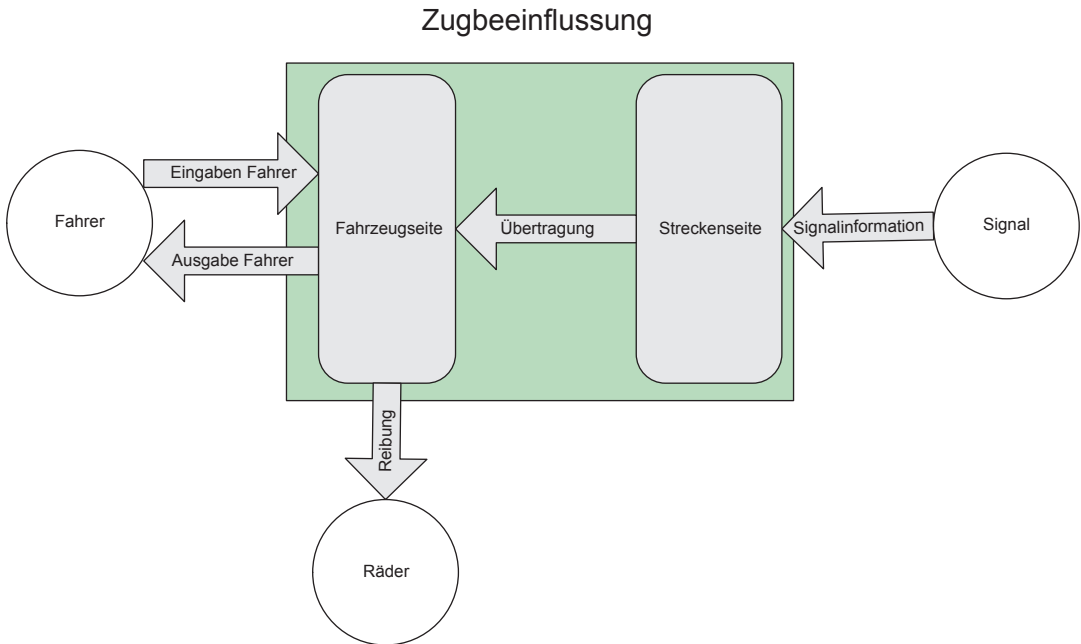 Zugbeeinflussung
Eingaben Fahrer
Fahrer
Fahrzeugseite
Übertragung
Streckenseite
Signalinformation
Signal
Ausgabe Fahrer
Reibung
Räder